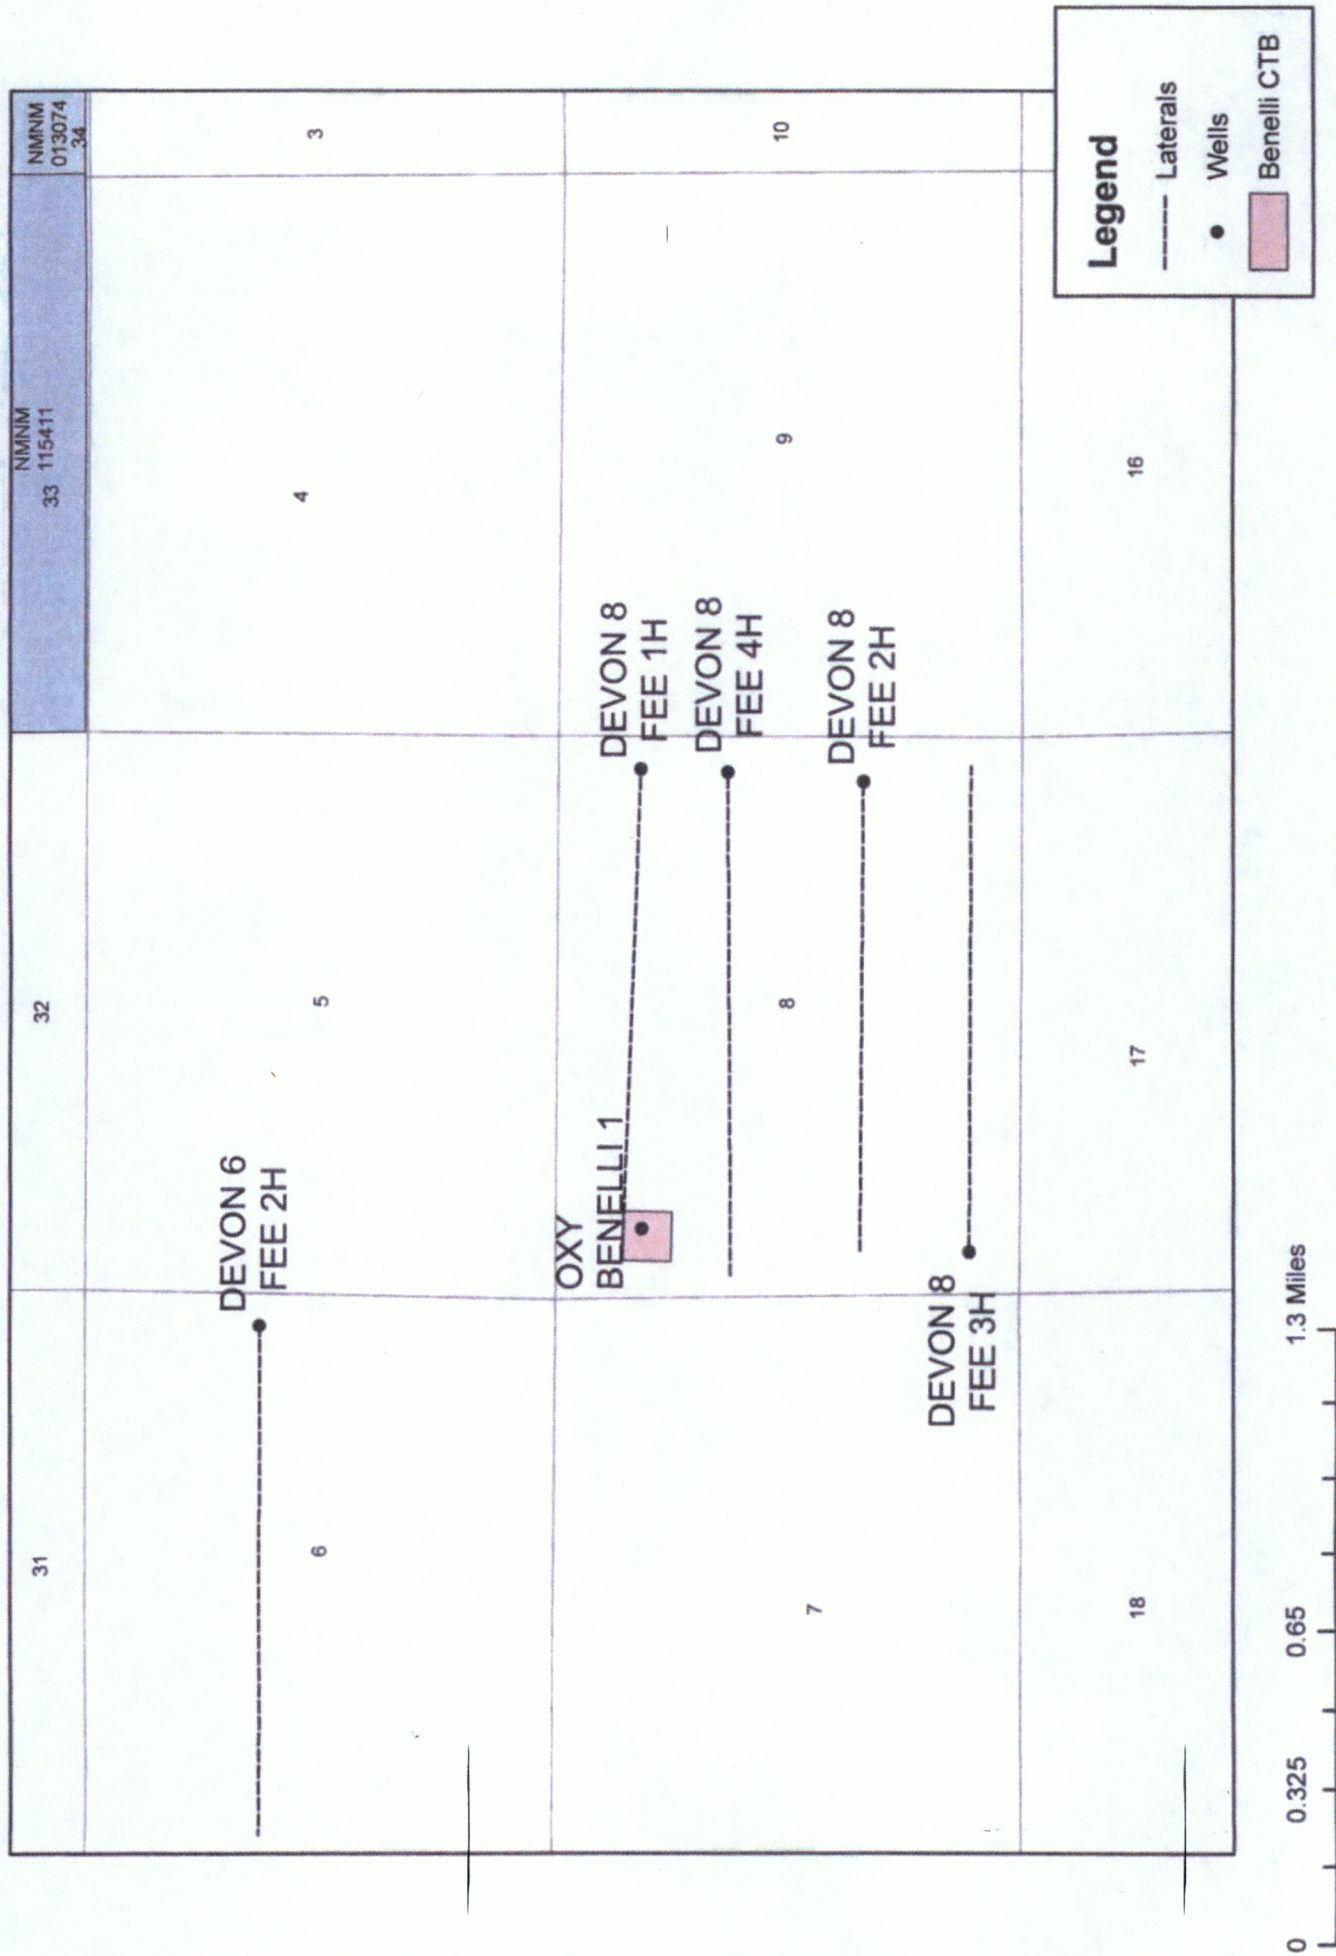 31
32
NMNM
33 115411
NMNM
013074
34
DEVON 6
FEE 2H
6
5
4
3
OXY
BENELLI 1
DEVON 8
FEE 1H
DEVON 8
FEE 4H
DEVON 8
FEE 2H
DEVON 8
FEE 3H
7
8
9
10
18
17
16
0 0.325 0.65 1.3 Miles
Legend
Laterals
Wells
Benelli CTB